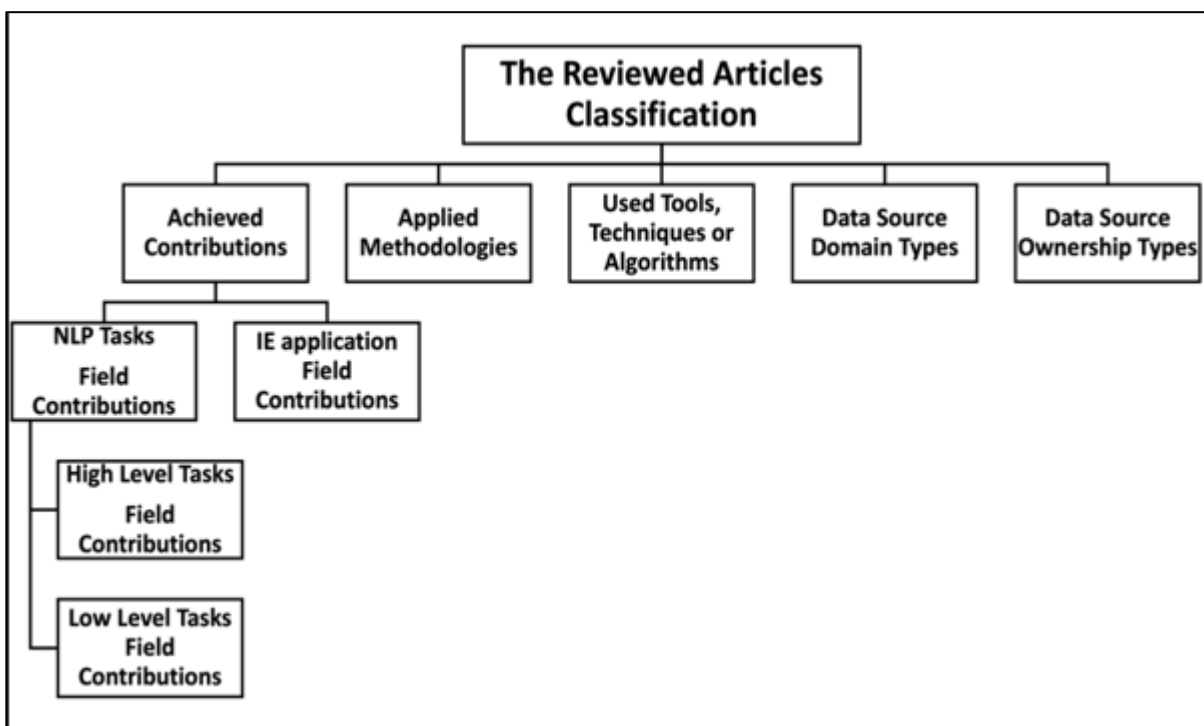 The Reviewed Articles
Classification
Achieved
Contributions
Applied
Methodologies
Used Tools,
Techniques or
Algorithms
Data Source
Domain Types
Data Source
Ownership Types
NLP Tasks
Field
Contributions
IE application
Field
Contributions
High Level Tasks
Field
Contributions
Low Level Tasks
Field
Contributions